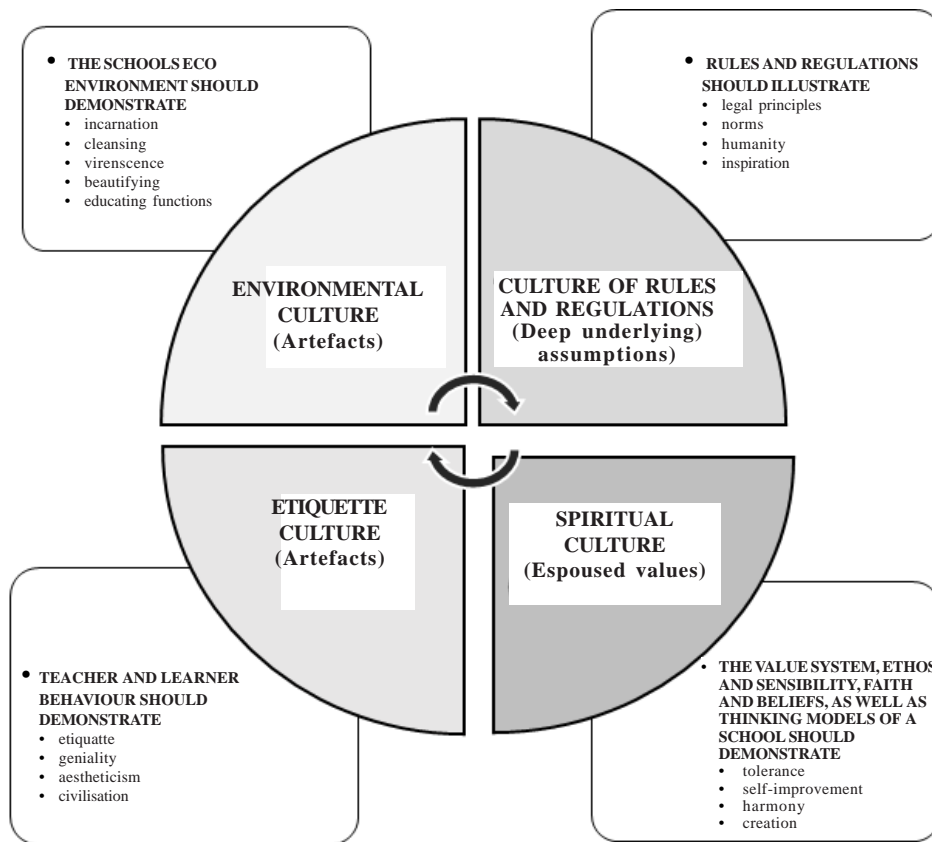 • THE SCHOOLS ECO
ENVIRONMENT SHOULD
DEMONSTRATE
• incarnation
• cleansing
• virenscence
• beautifying
• educating functions
• RULES AND REGULATIONS
SHOULD ILLUSTRATE
• legal principles
• norms
• humanity
• inspiration
ENVIRONMENTAL
CULTURE
(Artefacts)
CULTURE OF RULES
AND REGULATIONS
(Deep underlying)
assumptions)
ETIQUETTE
CULTURE
(Artefacts)
SPIRITUAL
CULTURE
(Espoused values)
• TEACHER AND LEARNER
BEHAVIOUR SHOULD
DEMONSTRATE
• etiquatte
• geniality
• aestheticism
• civilisation
• THE VALUE SYSTEM, ETHOS
AND SENSIBILITY, FAITH
AND BELIEFS, AS WELL AS
THINKING MODELS OF A
SCHOOL SHOULD
DEMONSTRATE
• tolerance
• self-improvement
• harmony
• creation